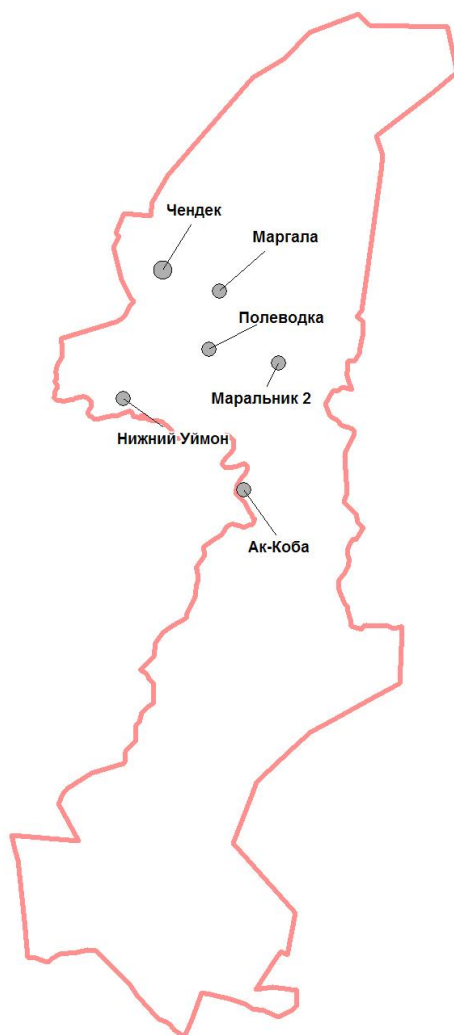 Чендек
Маргала
Полеводка
Маральник 2
Нижний Уймон
Ак-Коба